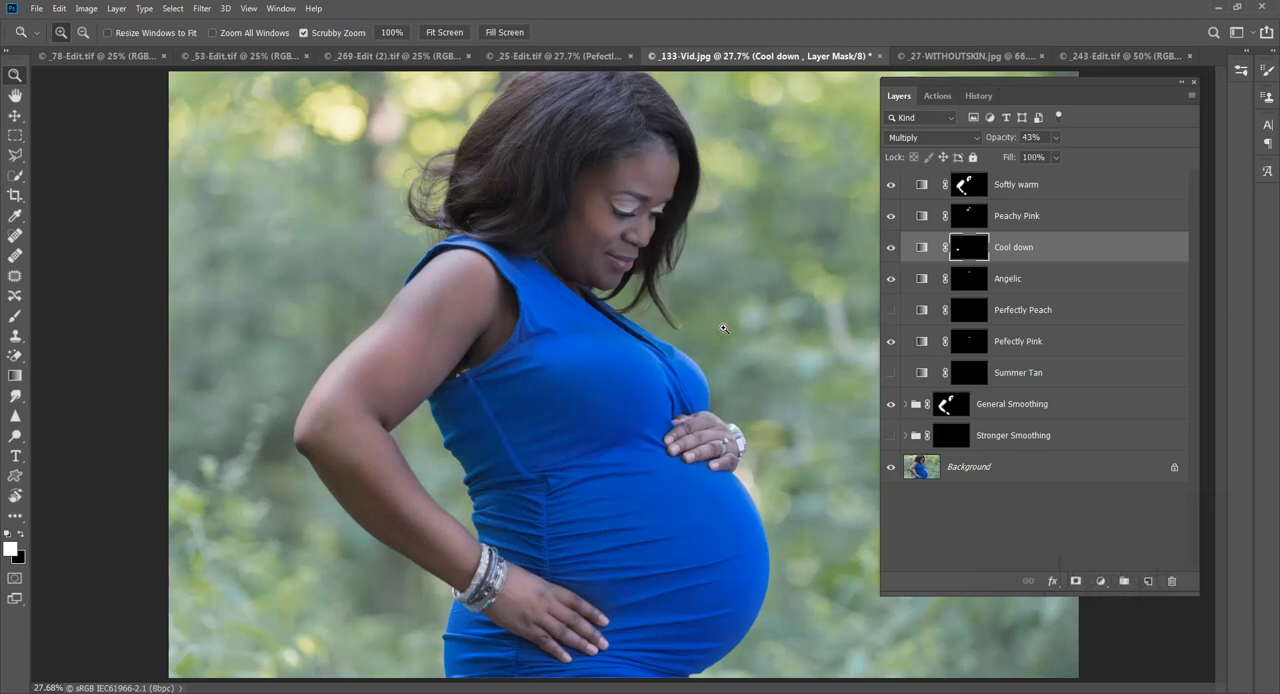 Ps File Edit Image Layer Type Select Filter 3D View Window Help
Resize Windows to Fit Zoom All Windows Scrubby Zoom 100% Fit Screen Fill Screen
© _78-Edit.tif @ 25% (RGB... × © _53-Edit.tif @ 25% (RGB... × © _269-Edit (2).tif @ 25% (RGB... × © _25-Edit.tif @ 27.7% (Pefectl... × © _133-Vid.jpg @ 27.7% (Cool down , Layer Mask/8) * × © _27-WITHOUTSKIN.jpg @ 66.... × © _243-Edit.tif @ 50% (RGB... ×
Layers Actions History
Kind
Multiply Opacity: 43%
Lock: Fill: 100%
Softly warm
Peachy Pink
Cool down
Angelic
Perfectly Peach
Pefectly Pink
Summer Tan
General Smoothing
Stronger Smoothing
Background
fx
27.68% © sRGB IEC61966-2.1 (8bpc)